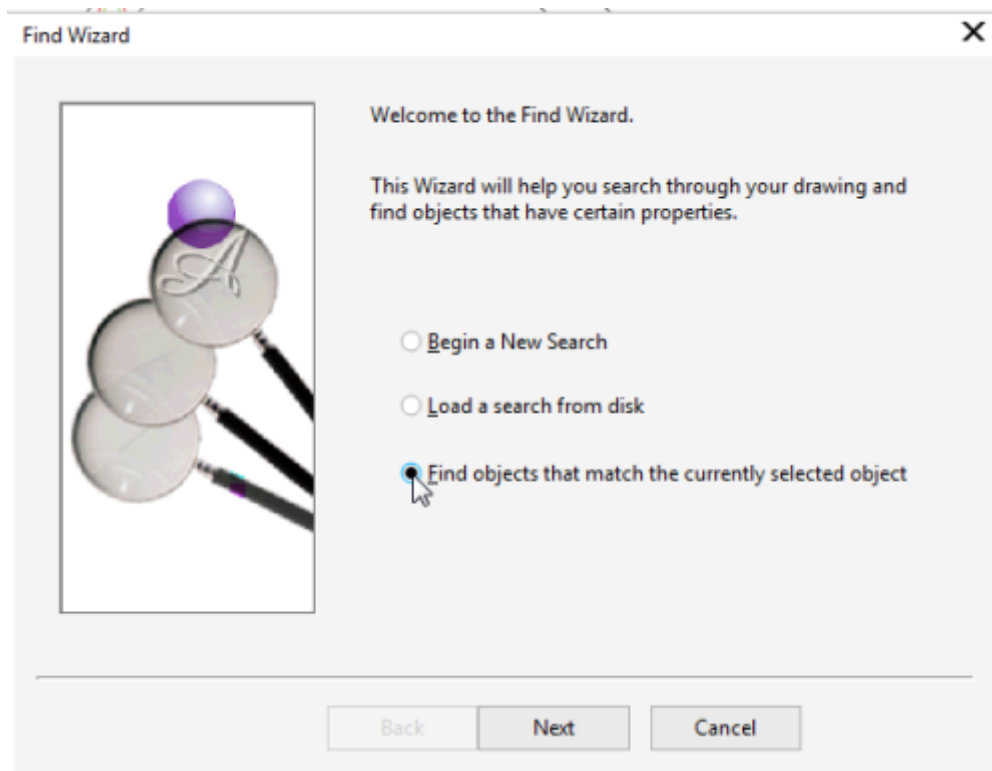 Find Wizard
Welcome to the Find Wizard.
This Wizard will help you search through your drawing and
find objects that have certain properties.
A
Begin a New Search
Load a search from disk
Find objects that match the currently selected object
Back
Next
Cancel